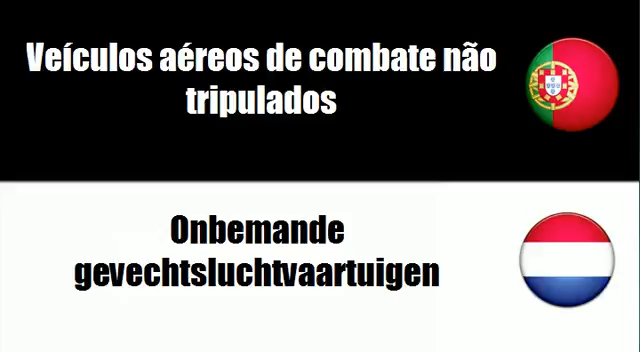 Veículos aéreos de combate não
tripulados
Onbemande
gevechtsluchtvaartuigen